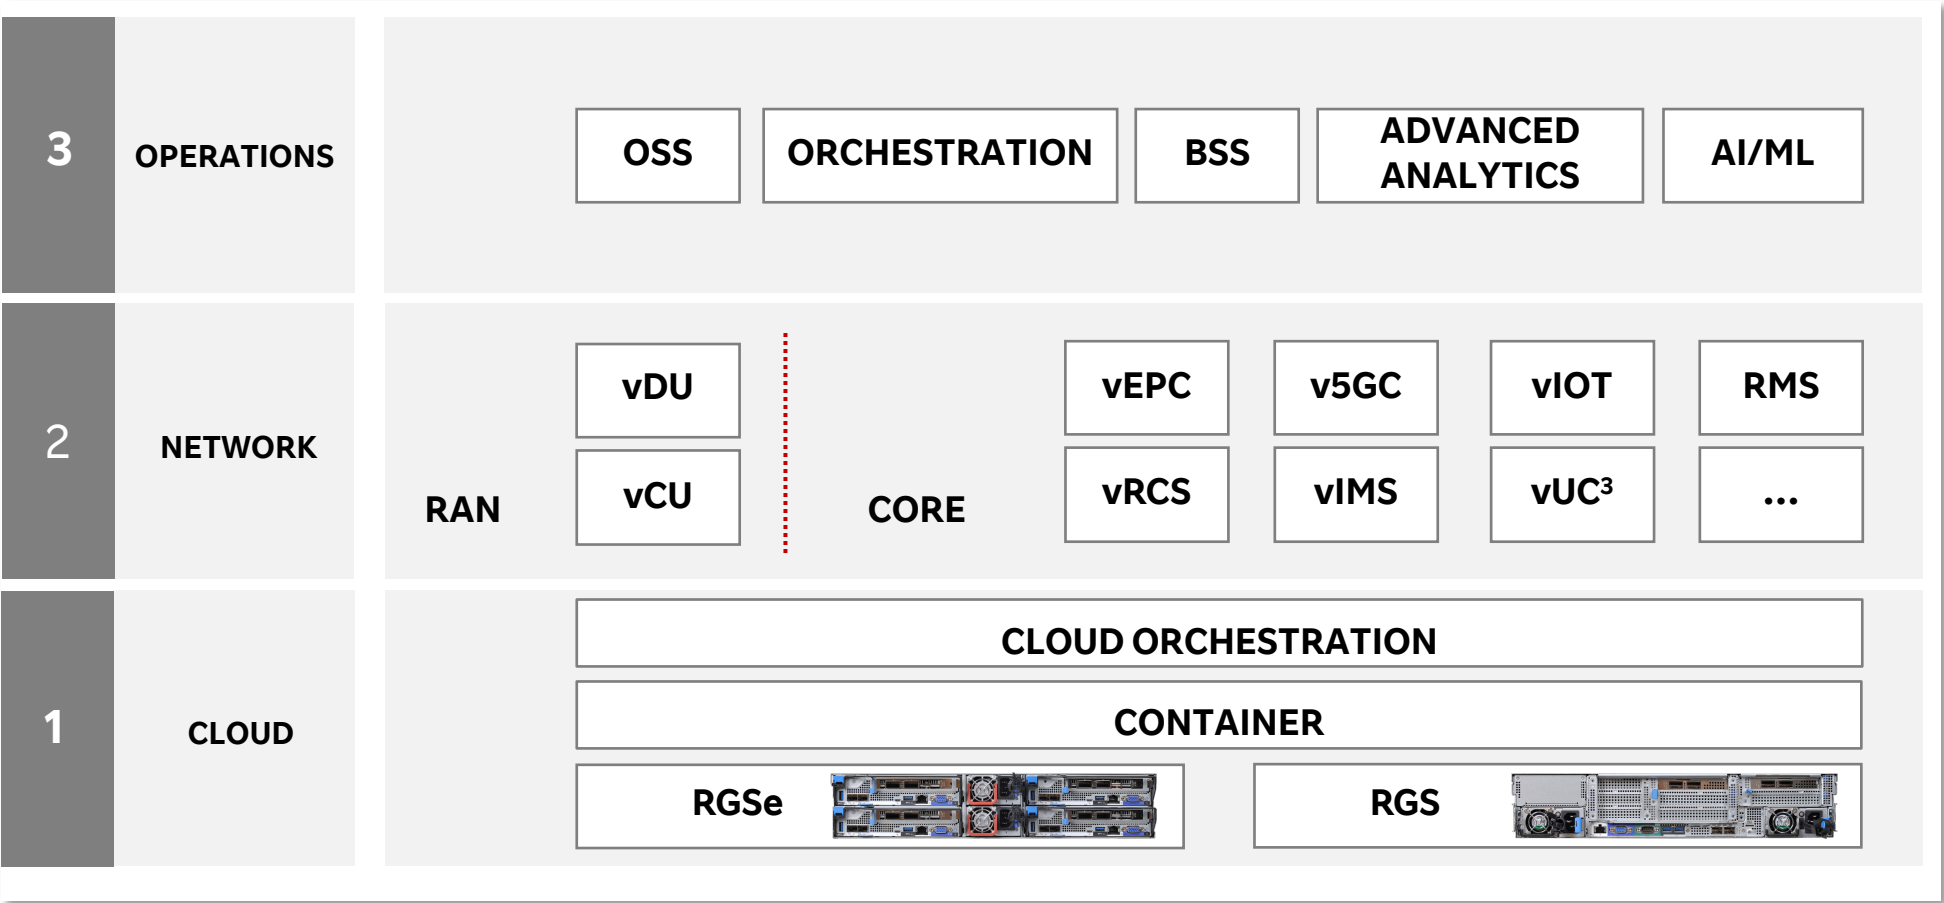 3
OPERATIONS
OSS
ORCHESTRATION
BSS
ADVANCED
ANALYTICS
AI/ML
2
NETWORK
RAN
vDU
vCU
CORE
vEPC
v5GC
vIOT
RMS
vRCS
vIMS
vUC³
...
1
CLOUD
CLOUD ORCHESTRATION
CONTAINER
RGSe
RGS